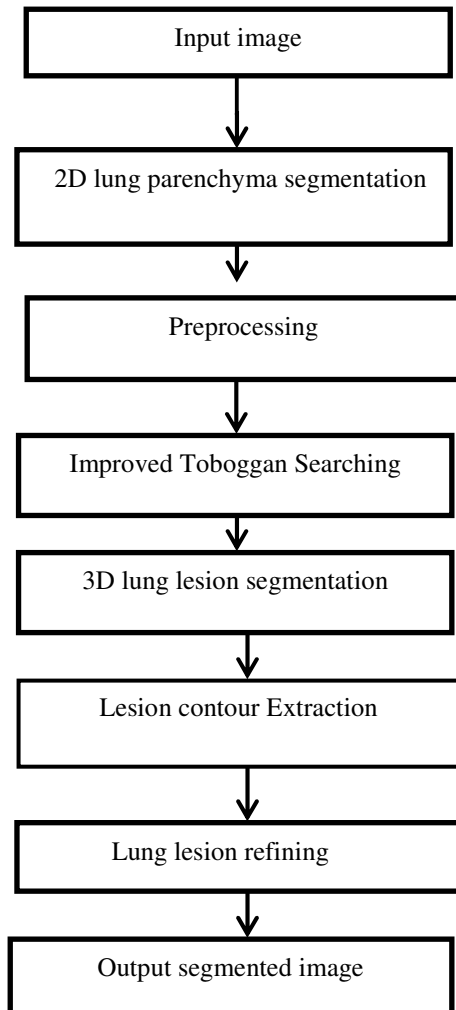 Input image
2D lung parenchyma segmentation
Preprocessing
Improved Toboggan Searching
3D lung lesion segmentation
Lesion contour Extraction
Lung lesion refining
Output segmented image